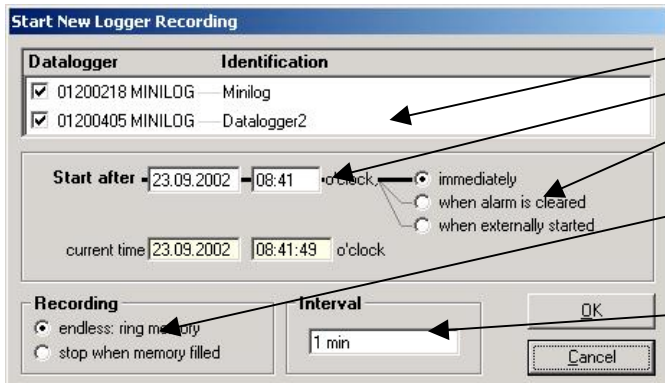 Start New Logger Recording
Datalogger Identification
01200218 MINILOG Minilog
01200405 MINILOG Datalogger2
Start after 23.09.2002 08:41 o'clock, immediately
when alarm is cleared
when externally started
current time 23.09.2002 08:41:49 o'clock
Recording
endless: ring memory
stop when memory filled
Interval
1 min
OK
Cancel